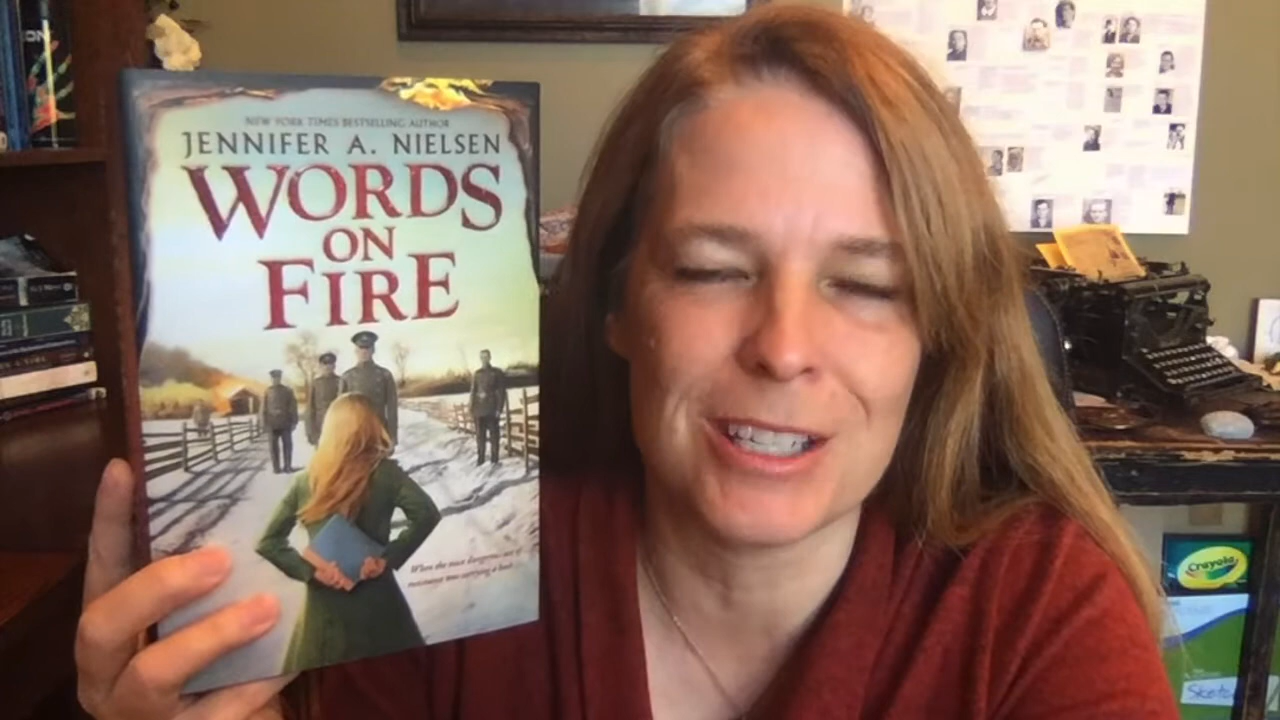 NEW YORK TIMES BESTSELLING AUTHOR
JENNIFER A. NIELSEN
WORDS
ON
FIRE
When the most dangerous act of
resistance was carrying a book
Crayola